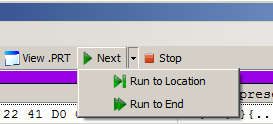 View .PRT Next Stop
Run to Location
Run to End
22 41 D0 }{..